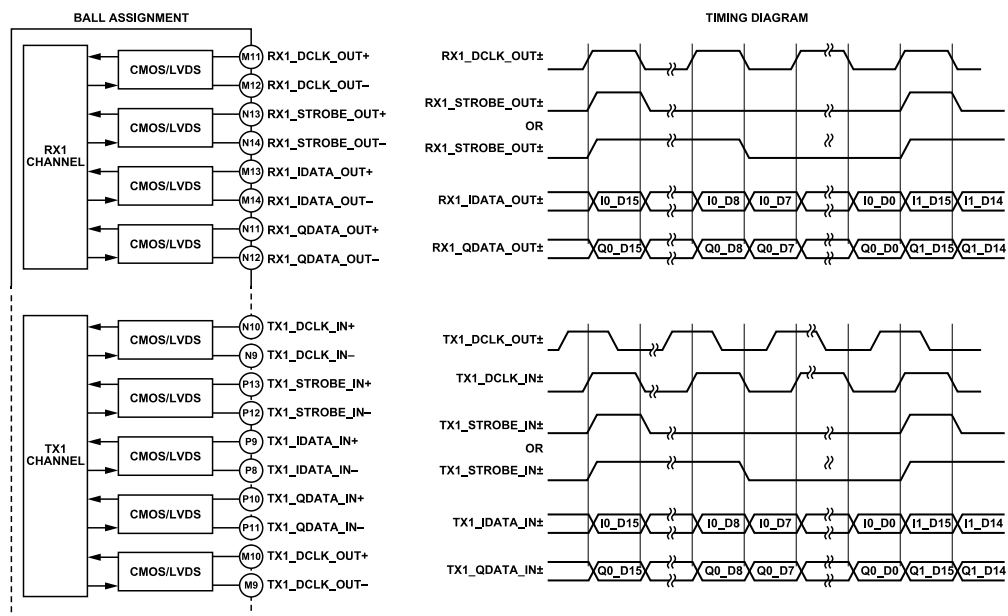 BALL ASSIGNMENT
RX1
CHANNEL
CMOS/LVDS
M11 RX1_DCLK_OUT+
M12 RX1_DCLK_OUT–
CMOS/LVDS
N13 RX1_STROBE_OUT+
N14 RX1_STROBE_OUT–
CMOS/LVDS
M13 RX1_IDATA_OUT+
M14 RX1_IDATA_OUT–
CMOS/LVDS
N11 RX1_QDATA_OUT+
N12 RX1_QDATA_OUT–
TX1
CHANNEL
CMOS/LVDS
N10 TX1_DCLK_IN+
N9 TX1_DCLK_IN–
CMOS/LVDS
P13 TX1_STROBE_IN+
P12 TX1_STROBE_IN–
CMOS/LVDS
P9 TX1_IDATA_IN+
P8 TX1_IDATA_IN–
CMOS/LVDS
P10 TX1_QDATA_IN+
P11 TX1_QDATA_IN–
CMOS/LVDS
M10 TX1_DCLK_OUT+
M9 TX1_DCLK_OUT–
TIMING DIAGRAM
RX1_DCLK_OUT±
RX1_STROBE_OUT±
OR
RX1_STROBE_OUT±
RX1_IDATA_OUT± I0_D15 I0_D8 I0_D7 I0_D0 I1_D15 I1_D14
RX1_QDATA_OUT± Q0_D15 Q0_D8 Q0_D7 Q0_D0 Q1_D15 Q1_D14
TX1_DCLK_OUT±
TX1_DCLK_IN±
TX1_STROBE_IN±
OR
TX1_STROBE_IN±
TX1_IDATA_IN± I0_D15 I0_D8 I0_D7 I0_D0 I1_D15 I1_D14
TX1_QDATA_IN± Q0_D15 Q0_D8 Q0_D7 Q0_D0 Q1_D15 Q1_D14